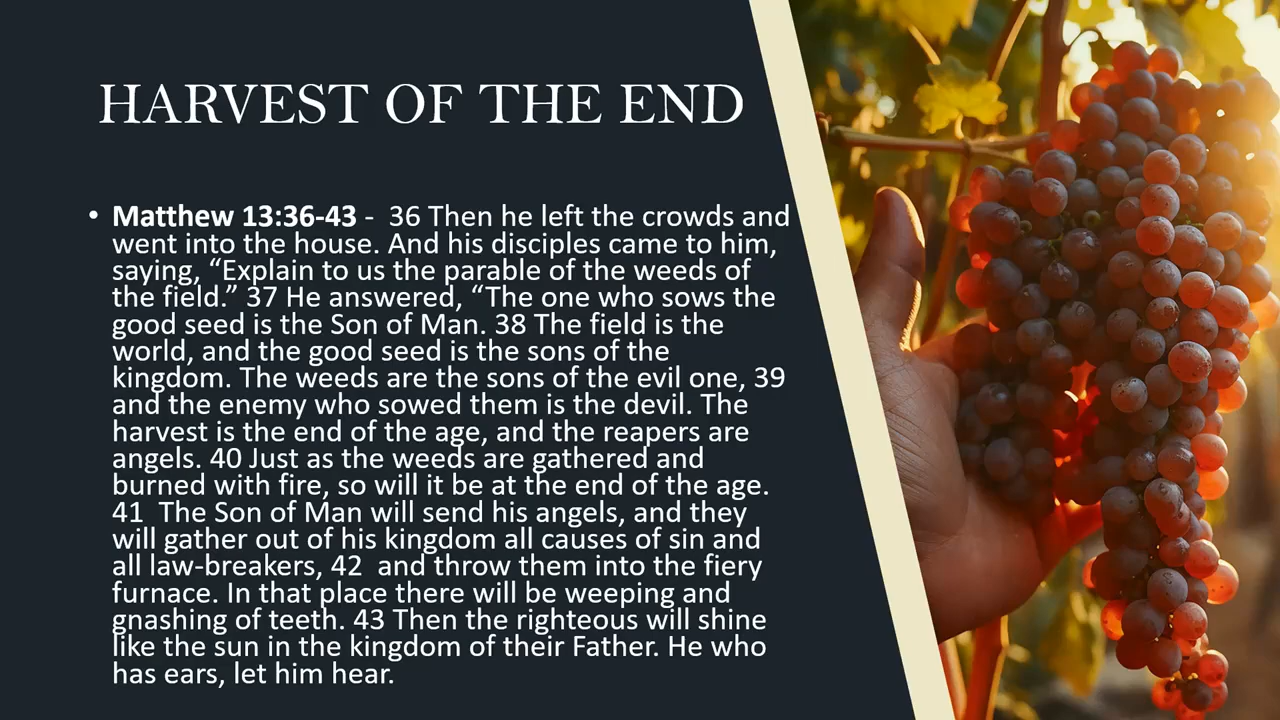 HARVEST OF THE END
• Matthew 13:36-43 -  36 Then he left the crowds and
went into the house. And his disciples came to him,
saying, “Explain to us the parable of the weeds of
the field.” 37 He answered, “The one who sows the
good seed is the Son of Man. 38 The field is the
world, and the good seed is the sons of the
kingdom. The weeds are the sons of the evil one, 39
and the enemy who sowed them is the devil. The
harvest is the end of the age, and the reapers are
angels. 40 Just as the weeds are gathered and
burned with fire, so will it be at the end of the age.
41  The Son of Man will send his angels, and they
will gather out of his kingdom all causes of sin and
all law-breakers, 42  and throw them into the fiery
furnace. In that place there will be weeping and
gnashing of teeth. 43 Then the righteous will shine
like the sun in the kingdom of their Father. He who
has ears, let him hear.